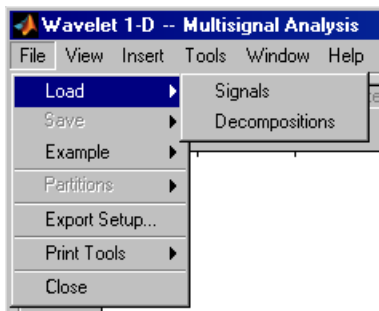 Wavelet 1-D -- Multisignal Analysis
File View Insert Tools Window Help
Load
Signals
Save
Decompositions
Example
Partitions
Export Setup...
Print Tools
Close